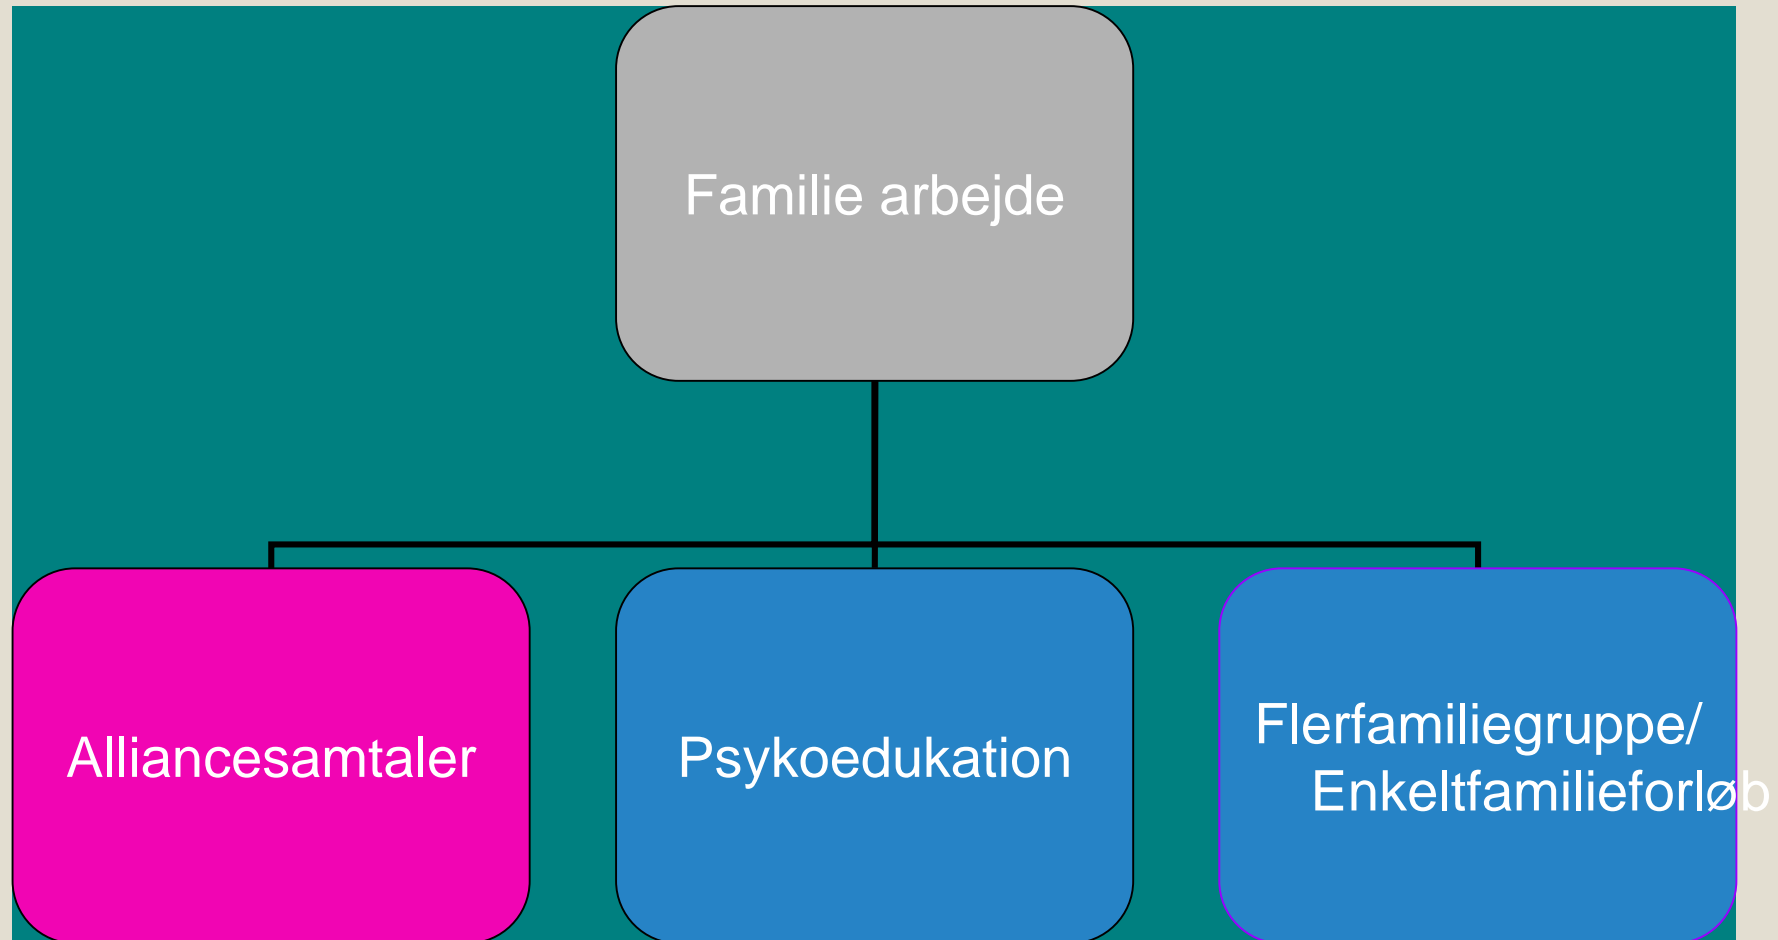 Familie arbejde
Alliancesamtaler
Psykoedukation
Flerfamiliegruppe/
Enkeltfamilieforløb